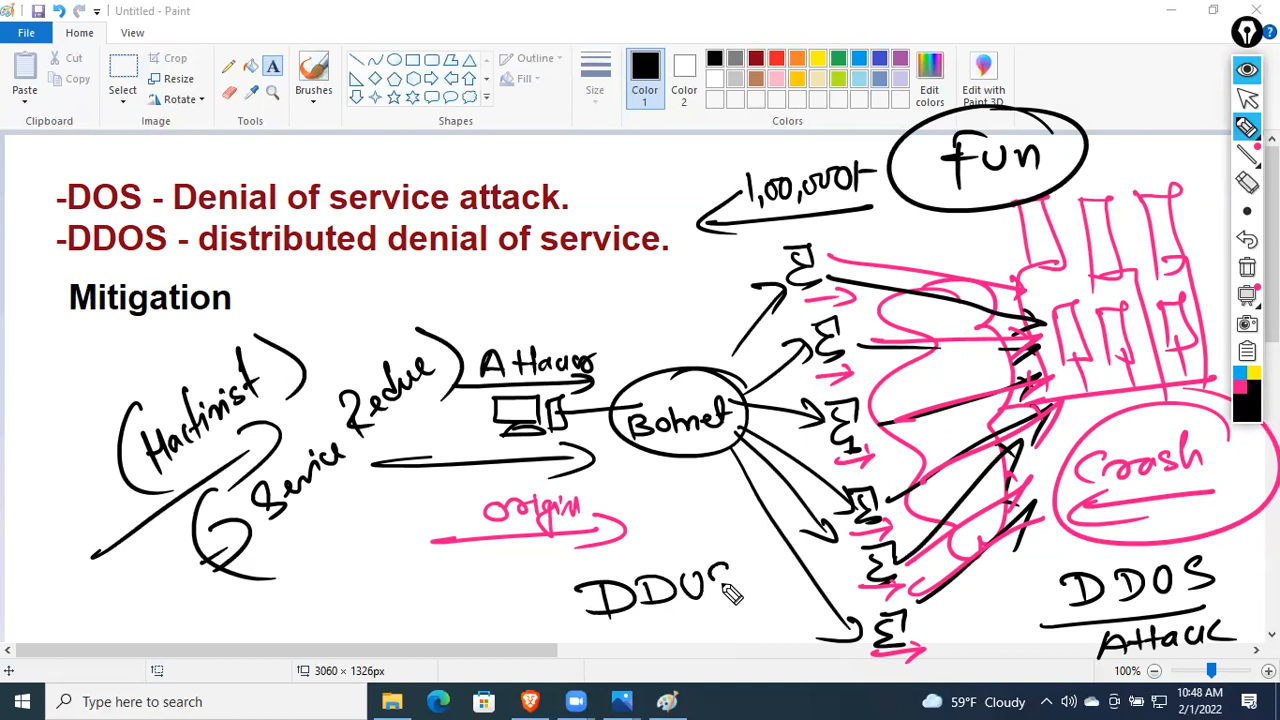 Untitled - Paint
File
Home
View
Paste
Cut
Copy
Clipboard
Select
Crop
Resize
Rotate
Image
Tools
Brushes
Shapes
Outline
Fill
Size
Color 1
Color 2
Edit colors
Edit with Paint 3D
Colors
fun
1,00,000/-
-DOS - Denial of service attack.
-DDOS - distributed denial of service.
Mitigation
Service
Botnet
Crash
origin
DDOS
DDOS
Attack
3060 × 1326px
100%
Type here to search
59°F Cloudy
10:48 AM
2/1/2022